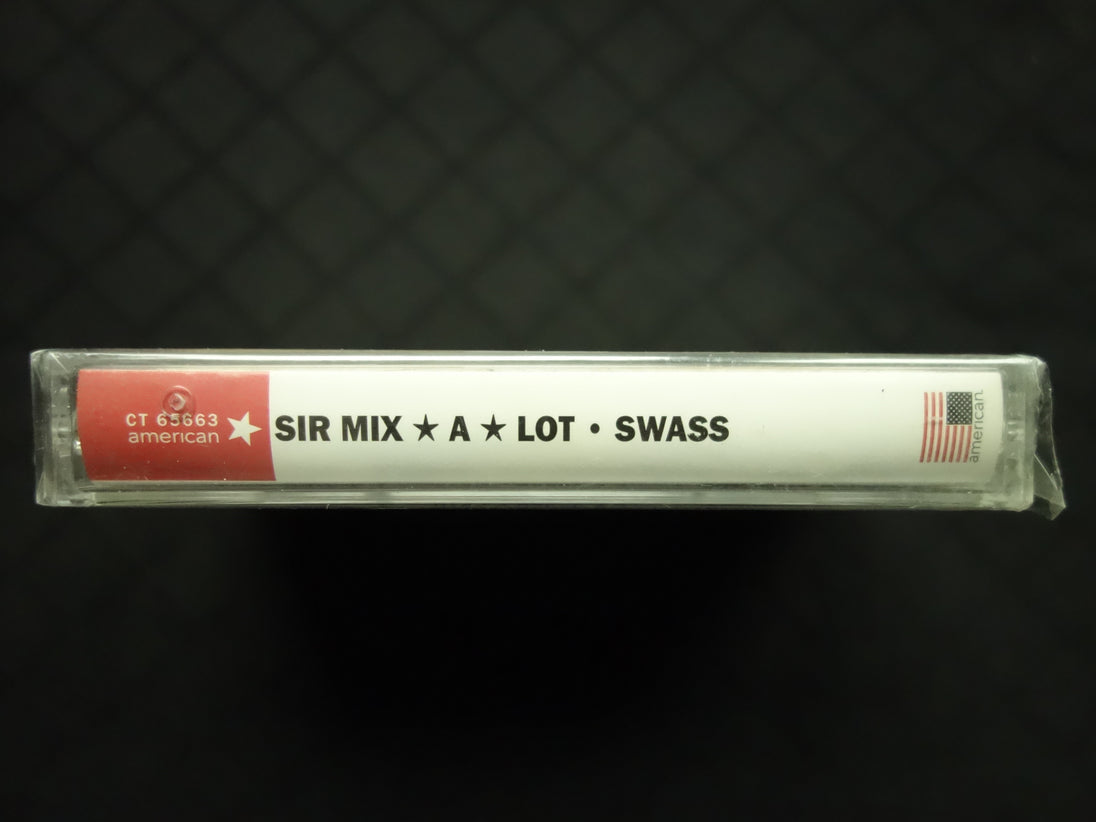 CT 65663
american
SIR MIX ★ A ★ LOT • SWASS
american